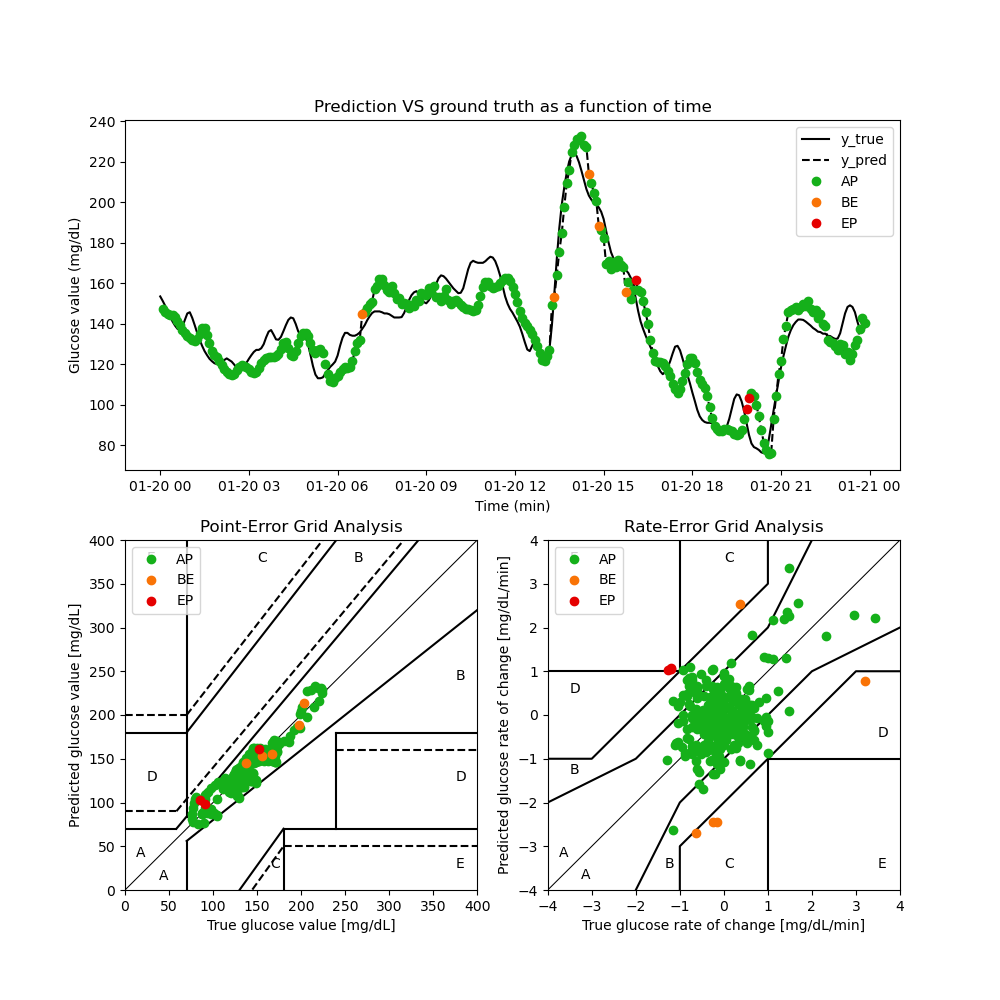 Prediction VS ground truth as a function of time
Glucose value (mg/dL)
240
220
200
180
160
140
120
100
80
y_true
y_pred
AP
BE
EP
01-20 00 01-20 03 01-20 06 01-20 09 01-20 12 01-20 15 01-20 18 01-20 21 01-21 00
Time (min)
Point-Error Grid Analysis
Predicted glucose value [mg/dL]
400
350
300
250
200
150
100
50
0
AP
BE
EP
C
B
B
D
D
A
A
C
E
0 50 100 150 200 250 300 350 400
True glucose value [mg/dL]
Rate-Error Grid Analysis
Predicted glucose rate of change [mg/dL/min]
4
3
2
1
0
−1
−2
−3
−4
AP
BE
EP
C
D
B
D
A
A
B
C
E
−4 −3 −2 −1 0 1 2 3 4
True glucose rate of change [mg/dL/min]